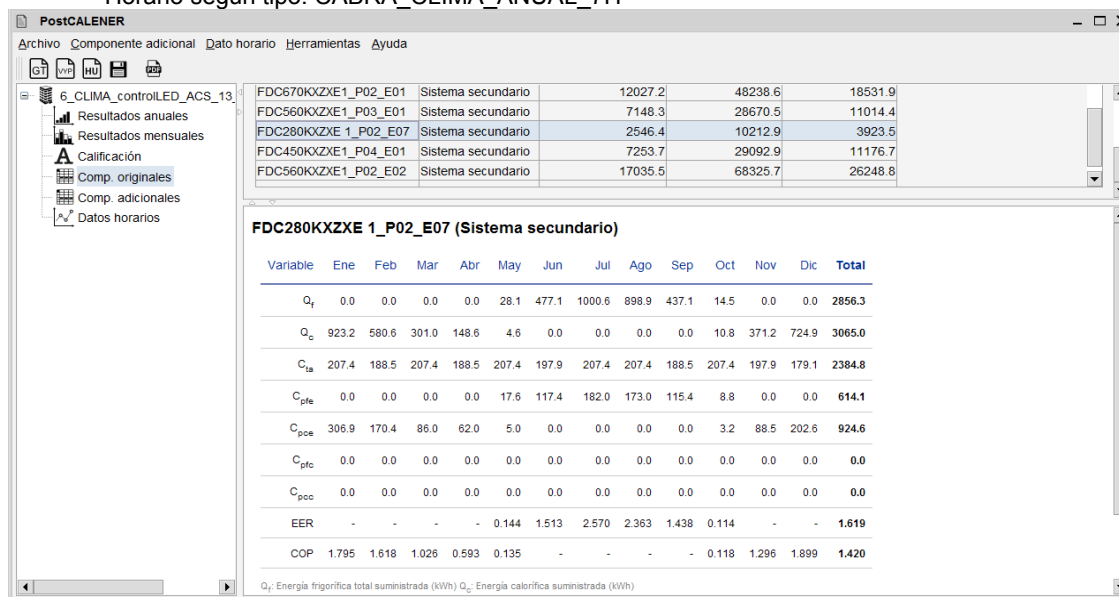 Horario según tipo: CABRA_CLIMA_ANUAL_7H
PostCALENER
Archivo Componente adicional Dato horario Herramientas Ayuda
GT VYP HU PDF
6_CLIMA_controlLED_ACS_13_
Resultados anuales
Resultados mensuales
Calificación
Comp. originales
Comp. adicionales
Datos horarios
FDC670KXZXE1_P02_E01 Sistema secundario 12027.2 48238.6 18531.9
FDC560KXZXE1_P03_E01 Sistema secundario 7148.3 28670.5 11014.4
FDC280KXZXE 1_P02_E07 Sistema secundario 2546.4 10212.9 3923.5
FDC450KXZXE1_P04_E01 Sistema secundario 7253.7 29092.9 11176.7
FDC560KXZXE1_P02_E02 Sistema secundario 17035.5 68325.7 26248.8
FDC280KXZXE 1_P02_E07 (Sistema secundario)
Variable Ene Feb Mar Abr May Jun Jul Ago Sep Oct Nov Dic Total
Qf 0.0 0.0 0.0 0.0 28.1 477.1 1000.6 898.9 437.1 14.5 0.0 0.0 2856.3
Qc 923.2 580.6 301.0 148.6 4.6 0.0 0.0 0.0 0.0 10.8 371.2 724.9 3065.0
Cta 207.4 188.5 207.4 188.5 207.4 197.9 207.4 207.4 188.5 207.4 197.9 179.1 2384.8
Cpfe 0.0 0.0 0.0 0.0 17.6 117.4 182.0 173.0 115.4 8.8 0.0 0.0 614.1
Cpce 306.9 170.4 86.0 62.0 5.0 0.0 0.0 0.0 0.0 3.2 88.5 202.6 924.6
Cpfc 0.0 0.0 0.0 0.0 0.0 0.0 0.0 0.0 0.0 0.0 0.0 0.0 0.0
Cpcc 0.0 0.0 0.0 0.0 0.0 0.0 0.0 0.0 0.0 0.0 0.0 0.0 0.0
EER - - - - 0.144 1.513 2.570 2.363 1.438 0.114 - - 1.619
COP 1.795 1.618 1.026 0.593 0.135 - - - - 0.118 1.296 1.899 1.420
Qf: Energía frigorífica total suministrada (kWh) Qc: Energía calorífica suministrada (kWh)